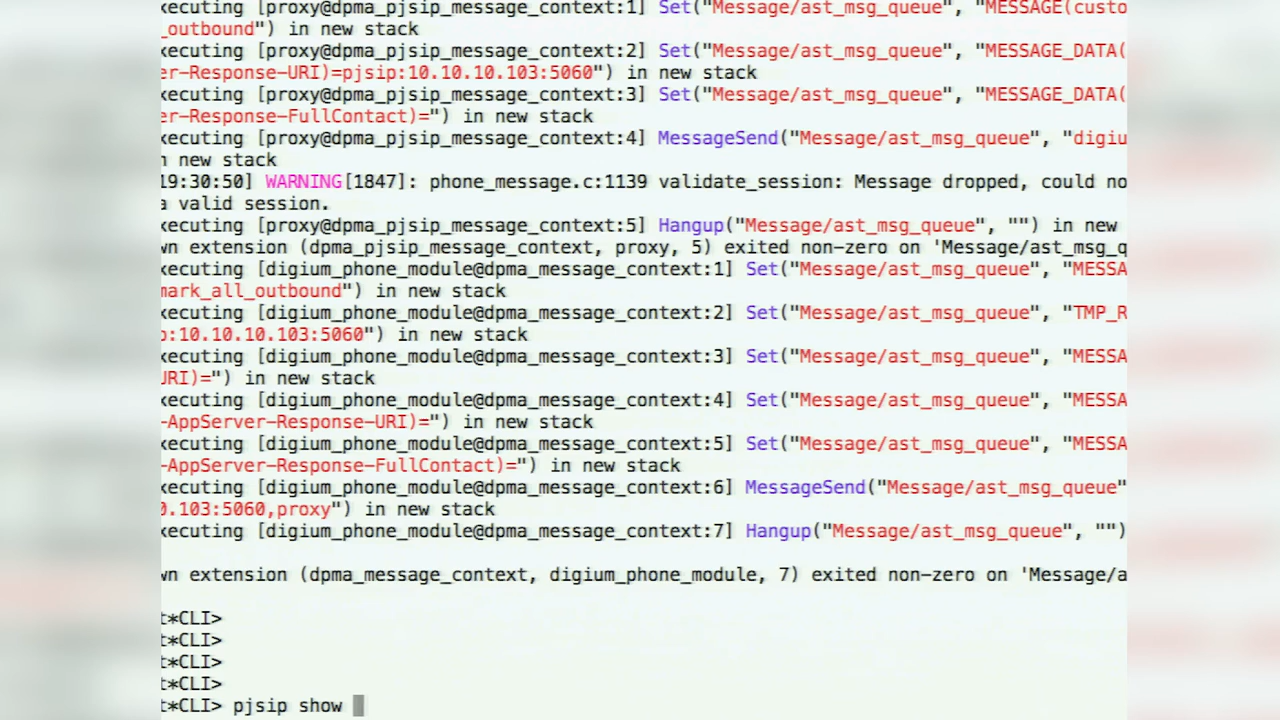 xecuting [proxy@dpma_pjsip_message_context:1] Set("Message/ast_msg_queue", "MESSAGE(custo
_outbound") in new stack
xecuting [proxy@dpma_pjsip_message_context:2] Set("Message/ast_msg_queue", "MESSAGE_DATA(
er-Response-URI)=pjsip:10.10.10.103:5060") in new stack
xecuting [proxy@dpma_pjsip_message_context:3] Set("Message/ast_msg_queue", "MESSAGE_DATA(
er-Response-FullContact)=") in new stack
xecuting [proxy@dpma_pjsip_message_context:4] MessageSend("Message/ast_msg_queue", "digiu
n new stack
19:30:50] WARNING[1847]: phone_message.c:1139 validate_session: Message dropped, could no
a valid session.
xecuting [proxy@dpma_pjsip_message_context:5] Hangup("Message/ast_msg_queue", "") in new
wn extension (dpma_pjsip_message_context, proxy, 5) exited non-zero on 'Message/ast_msg_q
xecuting [digium_phone_module@dpma_message_context:1] Set("Message/ast_msg_queue", "MESSA
mark_all_outbound") in new stack
xecuting [digium_phone_module@dpma_message_context:2] Set("Message/ast_msg_queue", "TMP_R
p:10.10.10.103:5060") in new stack
xecuting [digium_phone_module@dpma_message_context:3] Set("Message/ast_msg_queue", "MESSA
URI)=") in new stack
xecuting [digium_phone_module@dpma_message_context:4] Set("Message/ast_msg_queue", "MESSA
-AppServer-Response-URI)=") in new stack
xecuting [digium_phone_module@dpma_message_context:5] Set("Message/ast_msg_queue", "MESSA
-AppServer-Response-FullContact)=") in new stack
xecuting [digium_phone_module@dpma_message_context:6] MessageSend("Message/ast_msg_queue"
0.103:5060,proxy") in new stack
xecuting [digium_phone_module@dpma_message_context:7] Hangup("Message/ast_msg_queue", "")
wn extension (dpma_message_context, digium_phone_module, 7) exited non-zero on 'Message/a
t*CLI>
t*CLI>
t*CLI>
t*CLI>
t*CLI> pjsip show